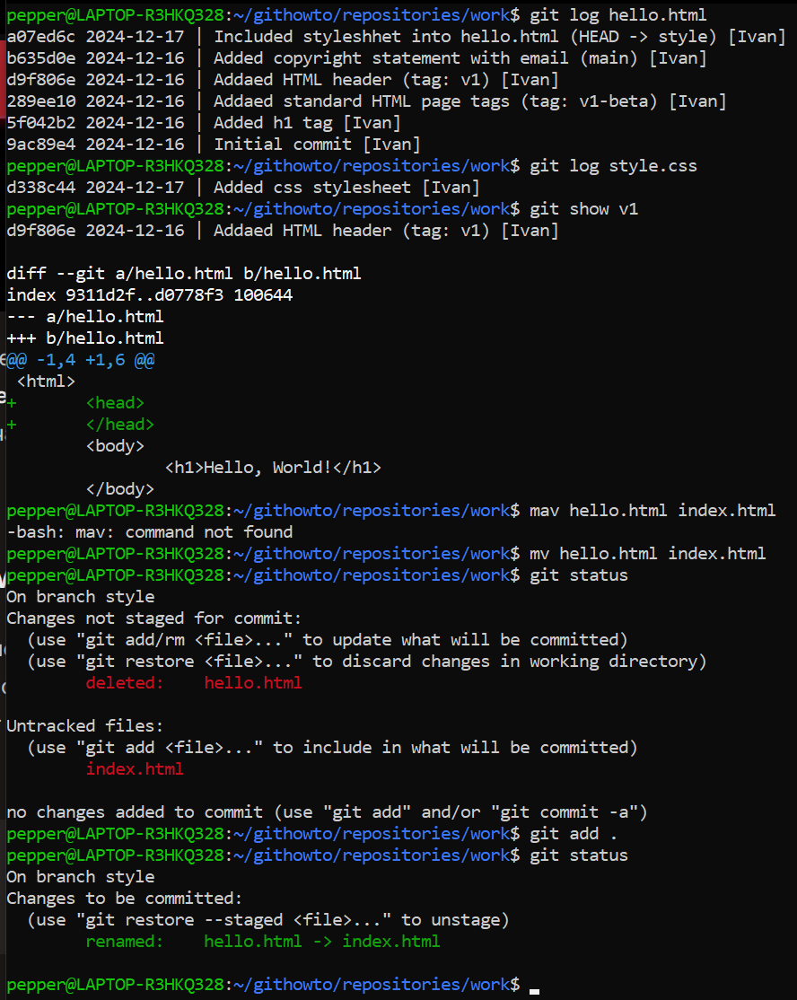 pepper@LAPTOP-R3HKQ328:~/githowto/repositories/work$ git log hello.html
a07ed6c 2024-12-17 | Included styleshhet into hello.html (HEAD -> style) [Ivan]
b635d0e 2024-12-16 | Added copyright statement with email (main) [Ivan]
d9f806e 2024-12-16 | Addaed HTML header (tag: v1) [Ivan]
289ee10 2024-12-16 | Addaed standard HTML page tags (tag: v1-beta) [Ivan]
5f042b2 2024-12-16 | Added h1 tag [Ivan]
9ac89e4 2024-12-16 | Initial commit [Ivan]
pepper@LAPTOP-R3HKQ328:~/githowto/repositories/work$ git log style.css
d338c44 2024-12-17 | Added css stylesheet [Ivan]
pepper@LAPTOP-R3HKQ328:~/githowto/repositories/work$ git show v1
d9f806e 2024-12-16 | Addaed HTML header (tag: v1) [Ivan]

diff --git a/hello.html b/hello.html
index 9311d2f..d0778f3 100644
--- a/hello.html
+++ b/hello.html
@@ -1,4 +1,6 @@
 <html>
+       <head>
+       </head>
        <body>
                <h1>Hello, World!</h1>
        </body>
pepper@LAPTOP-R3HKQ328:~/githowto/repositories/work$ mav hello.html index.html
-bash: mav: command not found
pepper@LAPTOP-R3HKQ328:~/githowto/repositories/work$ mv hello.html index.html
pepper@LAPTOP-R3HKQ328:~/githowto/repositories/work$ git status
On branch style
Changes not staged for commit:
  (use "git add/rm <file>..." to update what will be committed)
  (use "git restore <file>..." to discard changes in working directory)
        deleted:    hello.html

Untracked files:
  (use "git add <file>..." to include in what will be committed)
        index.html

no changes added to commit (use "git add" and/or "git commit -a")
pepper@LAPTOP-R3HKQ328:~/githowto/repositories/work$ git add .
pepper@LAPTOP-R3HKQ328:~/githowto/repositories/work$ git status
On branch style
Changes to be committed:
  (use "git restore --staged <file>..." to unstage)
        renamed:    hello.html -> index.html

pepper@LAPTOP-R3HKQ328:~/githowto/repositories/work$